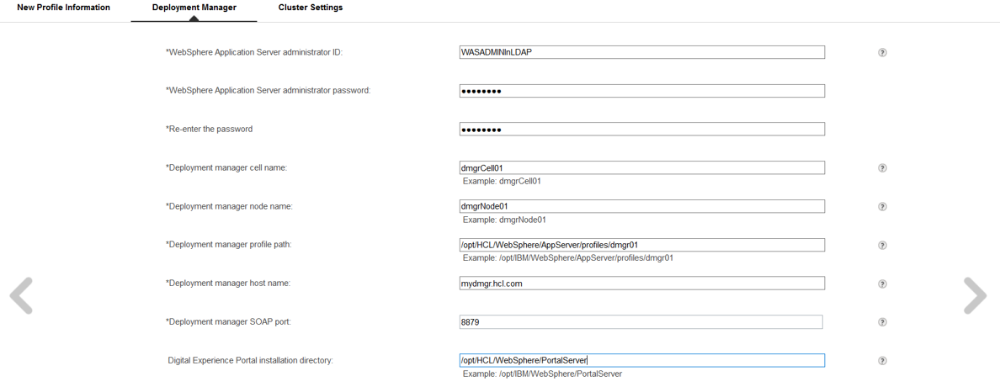 New Profile Information Deployment Manager Cluster Settings
*WebSphere Application Server administrator ID: WASADMINInLDAP ?
*WebSphere Application Server administrator password: ●●●●●●●● ?
*Re-enter the password ●●●●●●●●
*Deployment manager cell name: dmgrCell01 ?
Example: dmgrCell01
*Deployment manager node name: dmgrNode01 ?
Example: dmgrNode01
*Deployment manager profile path: /opt/HCL/WebSphere/AppServer/profiles/dmgr01 ?
Example: /opt/IBM/WebSphere/AppServer/profiles/dmgr01
*Deployment manager host name: mydmgr.hcl.com ?
*Deployment manager SOAP port: 8879 ?
Digital Experience Portal installation directory: /opt/HCL/WebSphere/PortalServer ?
Example: /opt/IBM/WebSphere/PortalServer